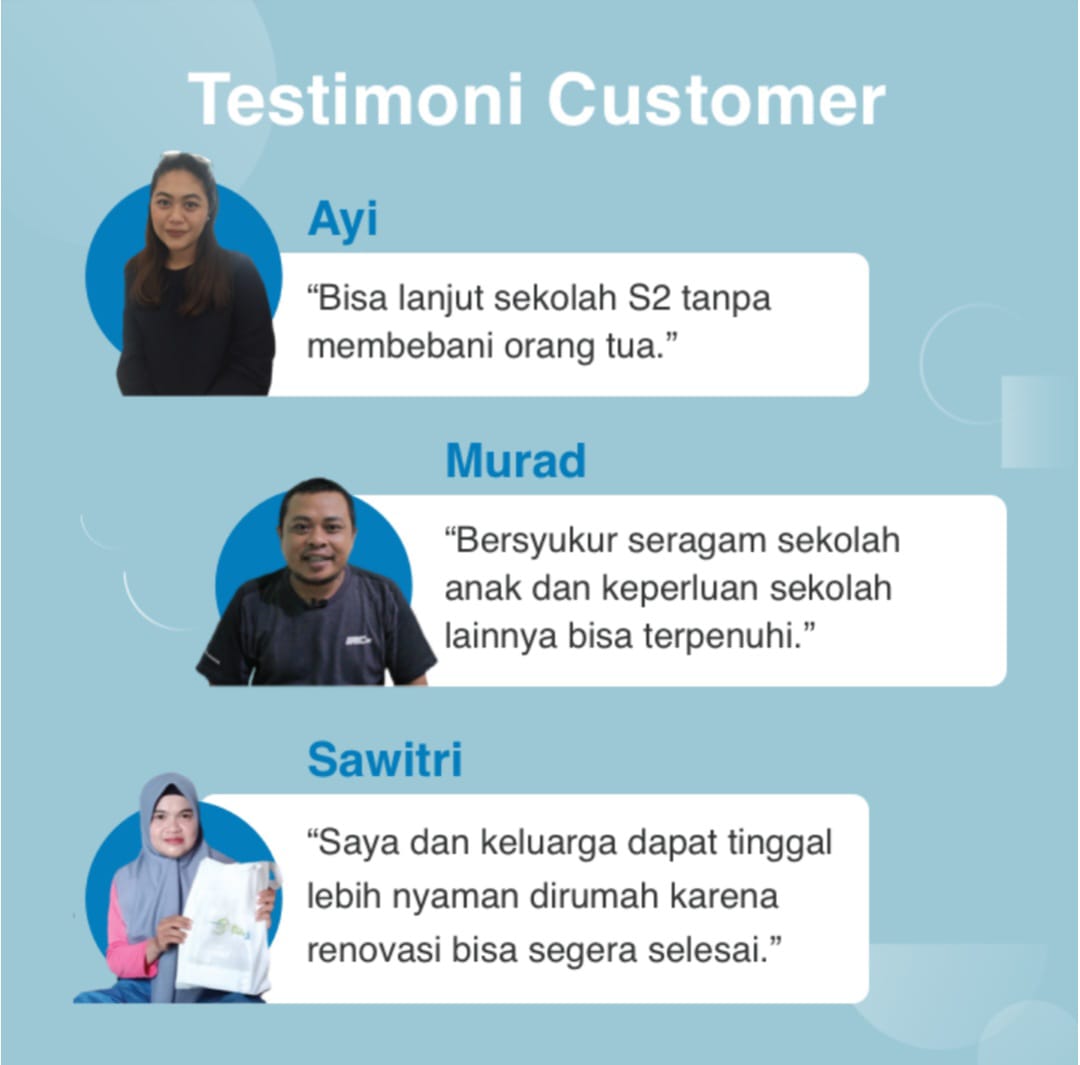 Testimoni Customer
Ayi
“Bisa lanjut sekolah S2 tanpa
membebani orang tua.”
Murad
“Bersyukur seragam sekolah
anak dan keperluan sekolah
lainnya bisa terpenuhi.”
Sawitri
“Saya dan keluarga dapat tinggal
lebih nyaman dirumah karena
renovasi bisa segera selesai.”